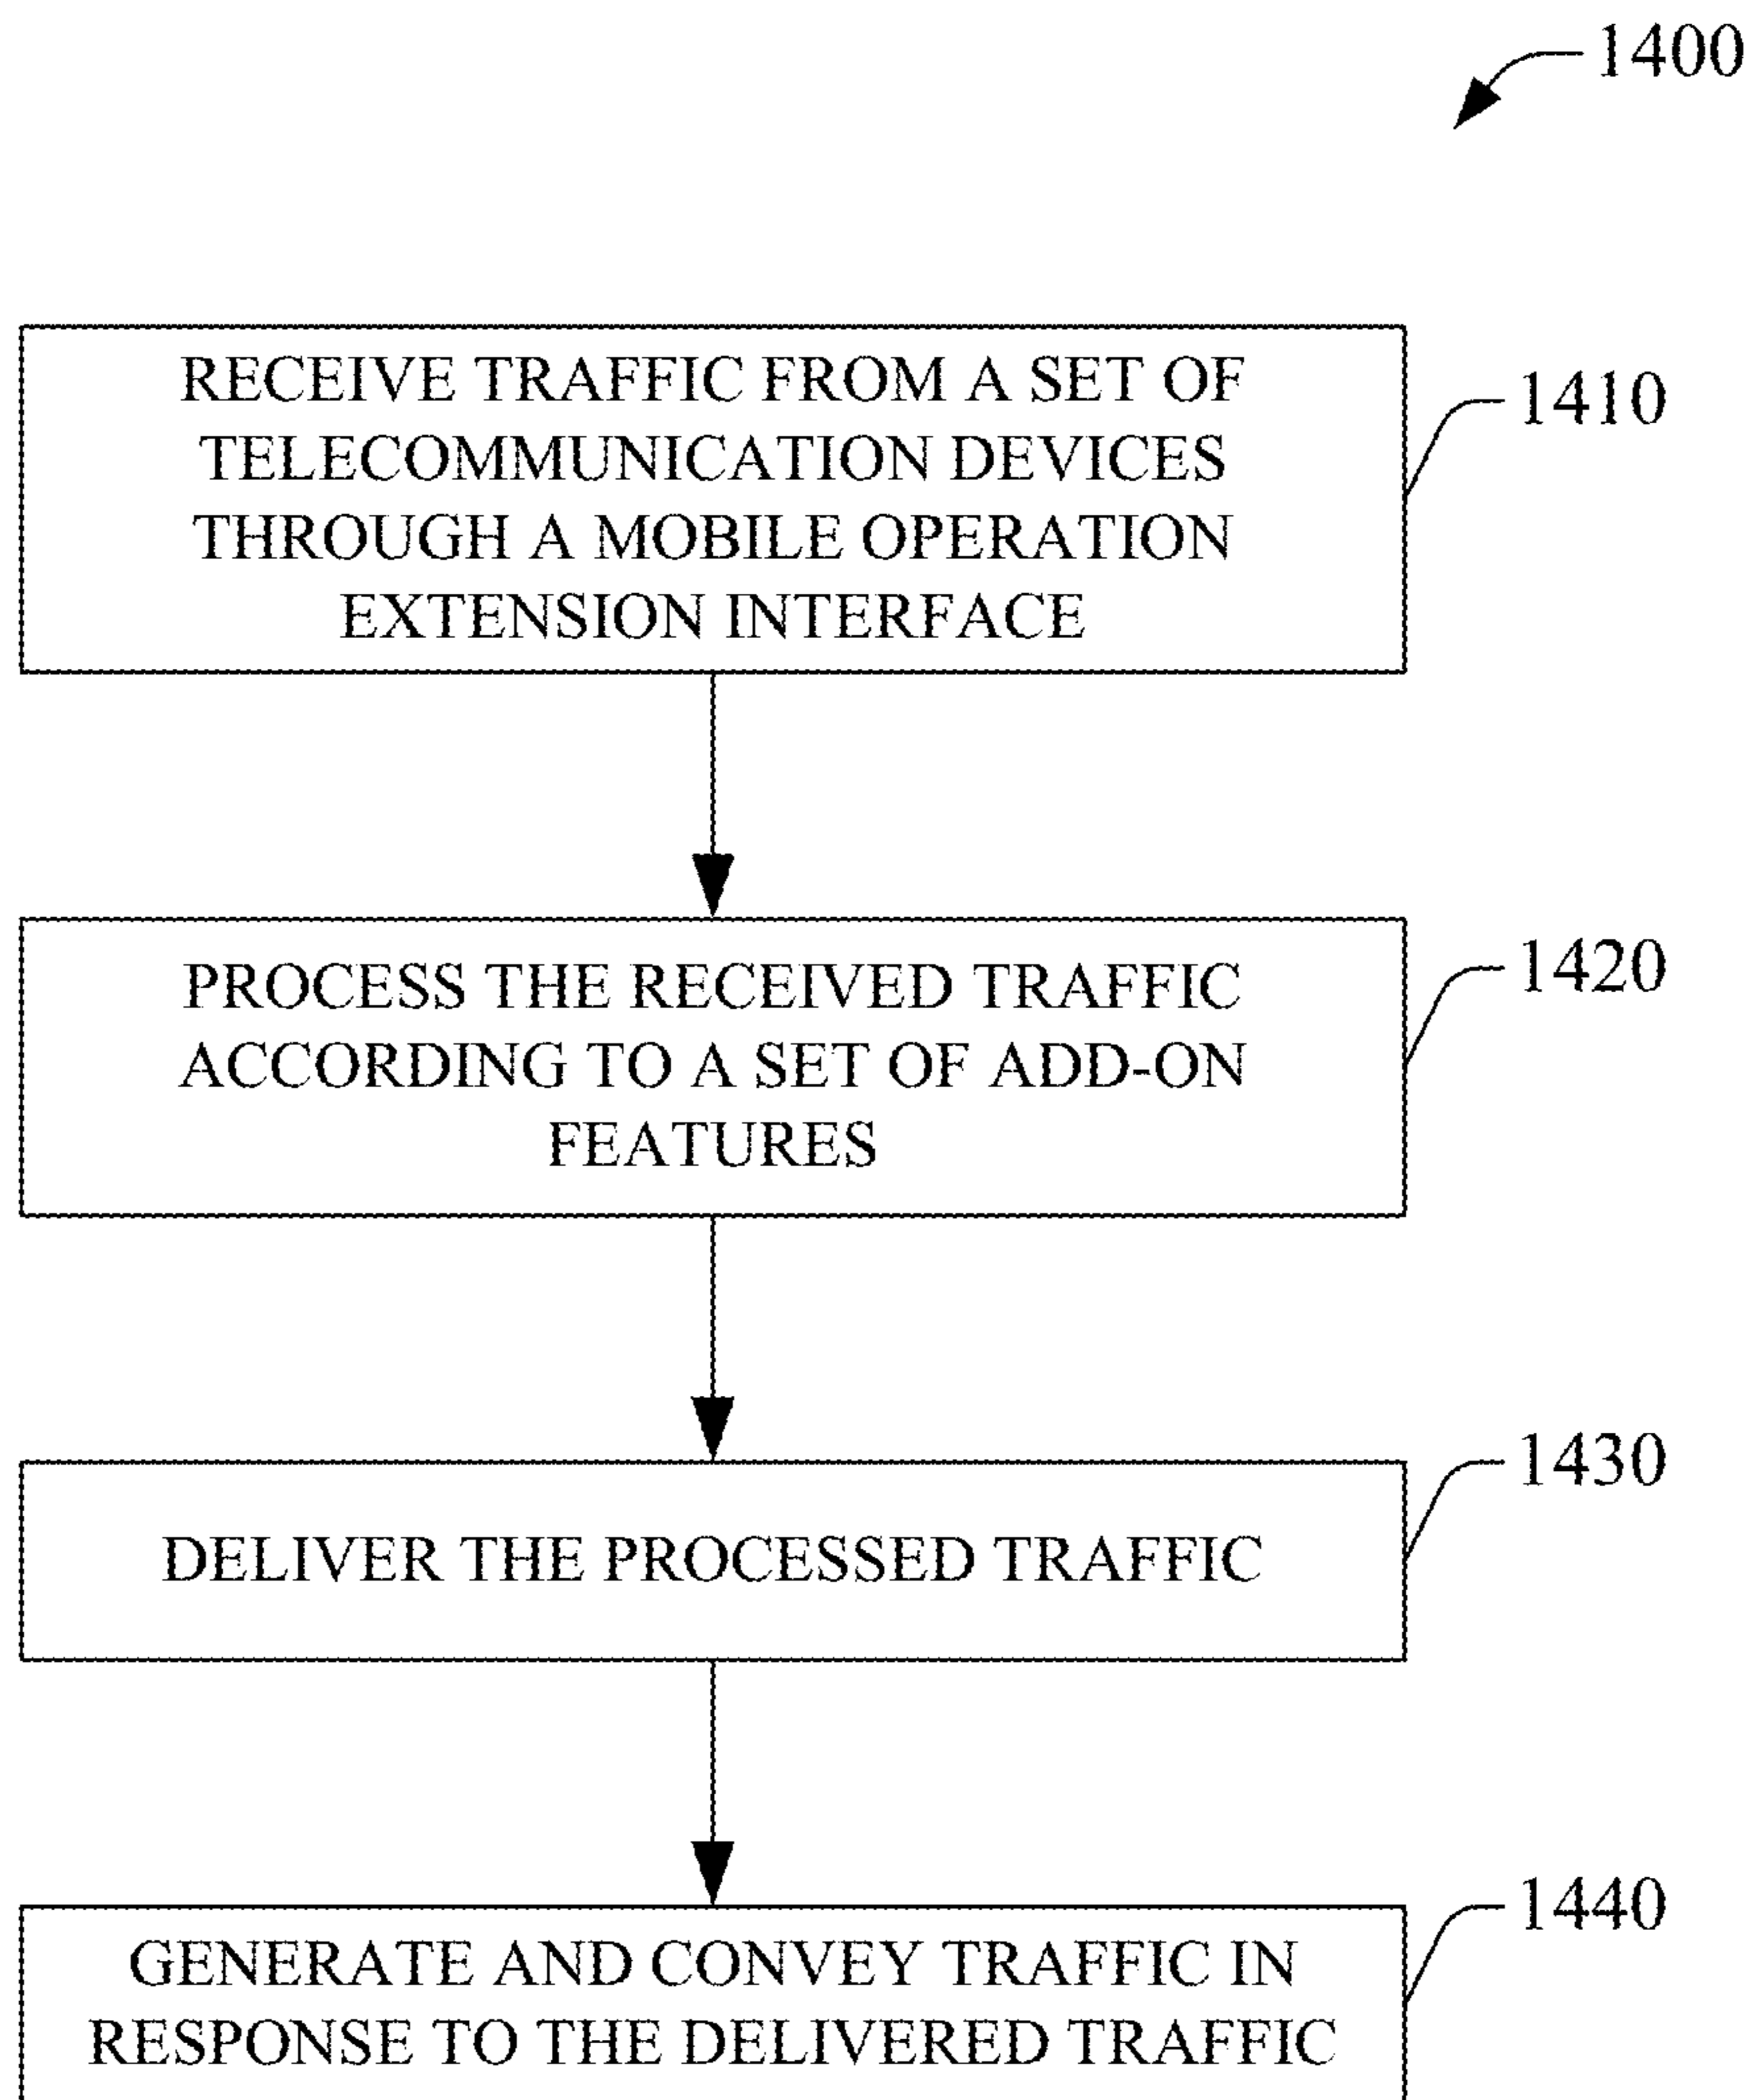 1400
RECEIVE TRAFFIC FROM A SET OF
TELECOMMUNICATION DEVICES
THROUGH A MOBILE OPERATION
EXTENSION INTERFACE
1410
PROCESS THE RECEIVED TRAFFIC
ACCORDING TO A SET OF ADD-ON
FEATURES
1420
DELIVER THE PROCESSED TRAFFIC
1430
GENERATE AND CONVEY TRAFFIC IN
RESPONSE TO THE DELIVERED TRAFFIC
1440